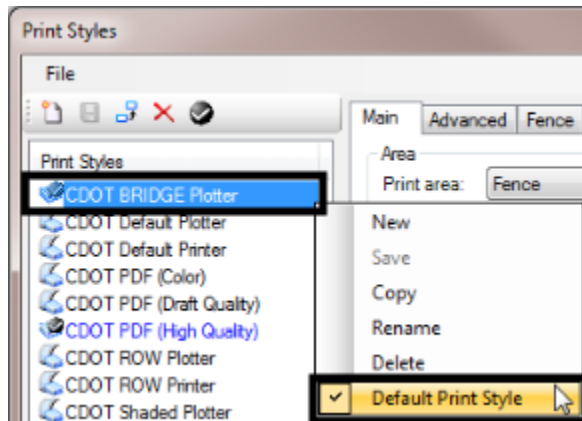 Print Styles
File
Main Advanced Fence
Print Styles
Area
Print area: Fence
CDOT BRIDGE Plotter
CDOT Default Plotter
CDOT Default Printer
CDOT PDF (Color)
CDOT PDF (Draft Quality)
CDOT PDF (High Quality)
CDOT ROW Plotter
CDOT ROW Printer
CDOT Shaded Plotter
New
Save
Copy
Rename
Delete
Default Print Style